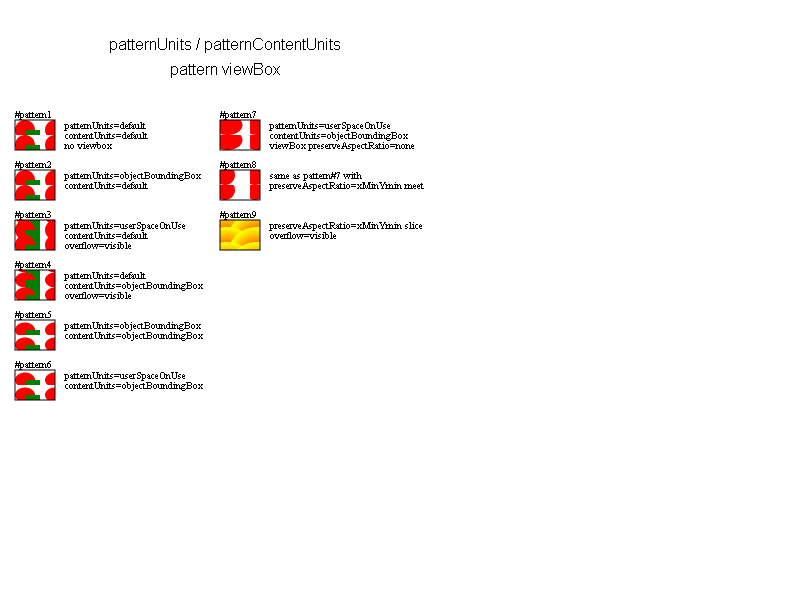 patternUnits / patternContentUnits
pattern viewBox
#pattern1
patternUnits=default
contentUnits=default
no viewbox
#pattern2
patternUnits=objectBoundingBox
contentUnits=default
#pattern3
patternUnits=userSpaceOnUse
contentUnits=default
overflow=visible
#pattern4
patternUnits=default
contentUnits=objectBoundingBox
overflow=visible
#pattern5
patternUnits=objectBoundingBox
contentUnits=objectBoundingBox
#pattern6
patternUnits=userSpaceOnUse
contentUnits=objectBoundingBox
#pattern7
patternUnits=userSpaceOnUse
contentUnits=objectBoundingBox
viewBox preserveAspectRatio=none
#pattern8
same as pattern#7 with
preserveAspectRatio=xMinYmin meet
#pattern9
preserveAspectRatio=xMinYmin slice
overflow=visible